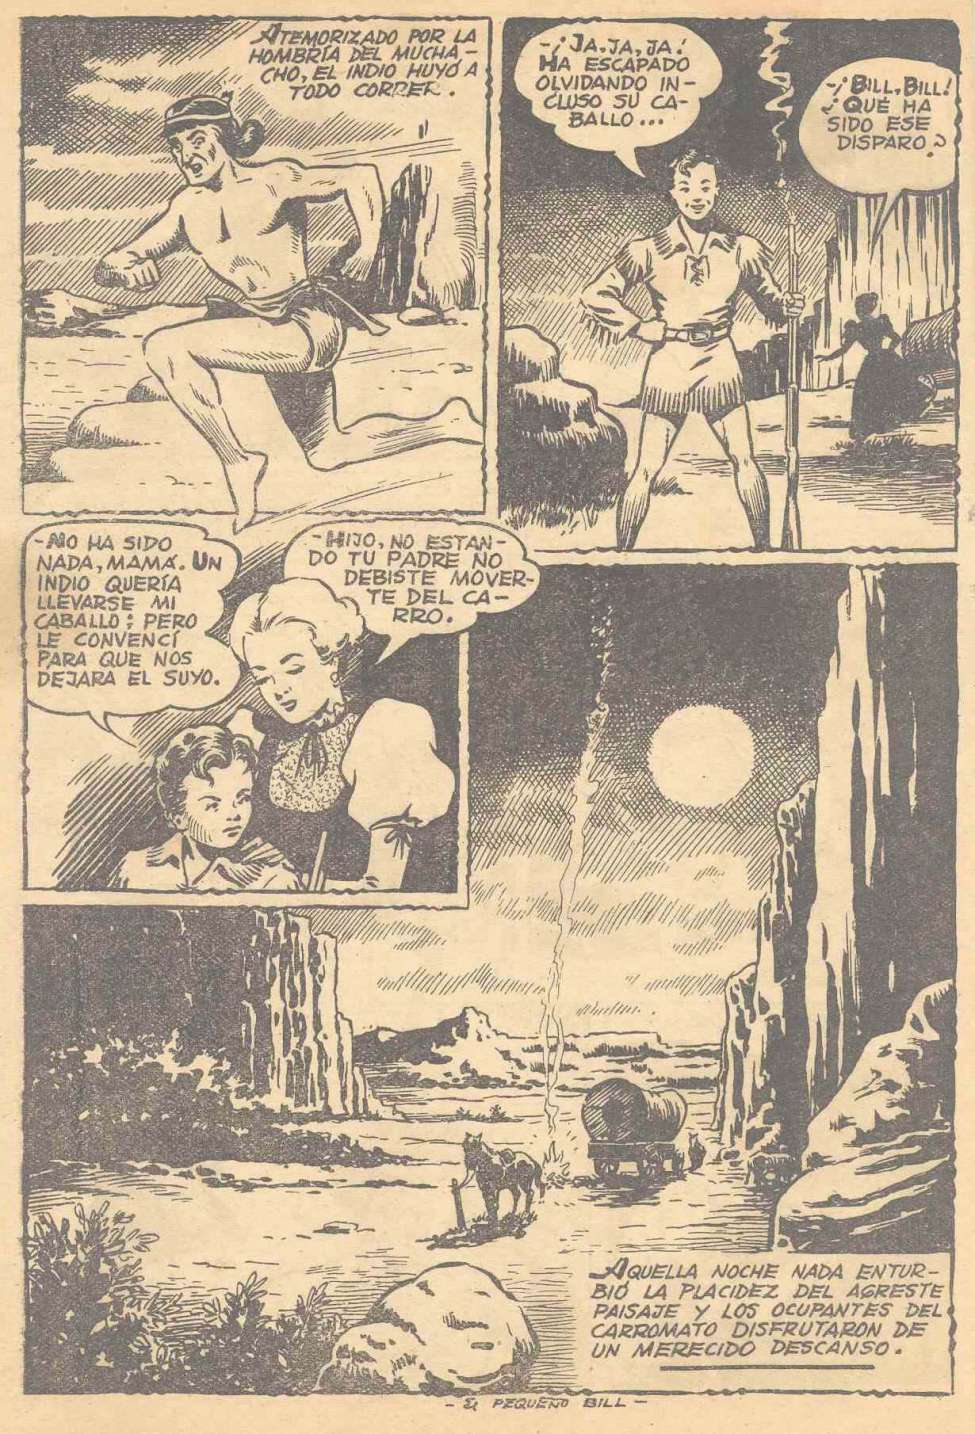 ATEMORIZADO POR LA
HOMBRÍA DEL MUCHA-
CHO, EL INDIO HUYÓ A
TODO CORRER.
-¡JA, JA, JA!
HA ESCAPADO
OLVIDANDO IN-
CLUSO SU CA-
BALLO...
-¡BILL, BILL!
¿QUÉ HA
SIDO ESE
DISPARO?
-NO HA SIDO
NADA, MAMÁ. UN
INDIO QUERÍA
LLEVARSE MI
CABALLO; PERO
LE CONVENCÍ
PARA QUE NOS
DEJARA EL SUYO.
-HIJO, NO ESTAN-
DO TU PADRE NO
DEBISTE MOVER-
TE DEL CA-
RRO.
AQUELLA NOCHE NADA ENTUR-
BIÓ LA PLACIDEZ DEL AGRESTE
PAISAJE Y LOS OCUPANTES DEL
CARROMATO DISFRUTARON DE
UN MERECIDO DESCANSO.
- El PEQUEÑO BILL -